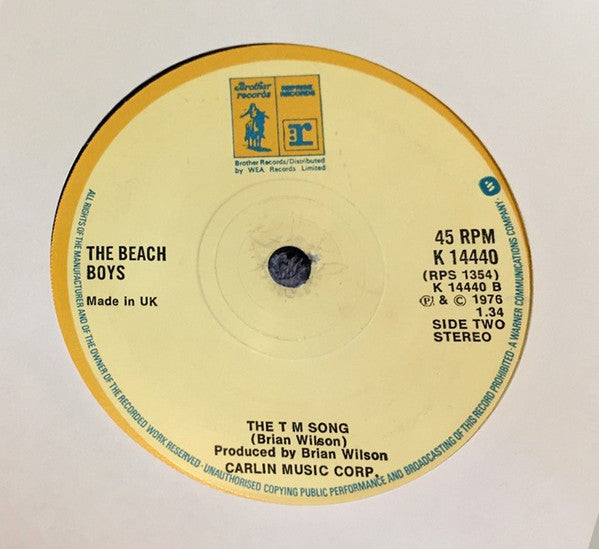 Brother records
REPRISE RECORDS
r
Brother Records/Distributed
by WEA Records Limited
THE BEACH
BOYS
Made in UK
45 RPM
K 14440
(RPS 1354)
K 14440 B
℗ & © 1976
1.34
SIDE TWO
STEREO
THE T M SONG
(Brian Wilson)
Produced by Brian Wilson
CARLIN MUSIC CORP.
ALL RIGHTS OF THE MANUFACTURER AND OF THE OWNER OF THE RECORDED WORK RESERVED · UNAUTHORISED COPYING PUBLIC PERFORMANCE AND BROADCASTING OF THIS RECORD PROHIBITED · A WARNER COMMUNICATIONS COMPANY ·